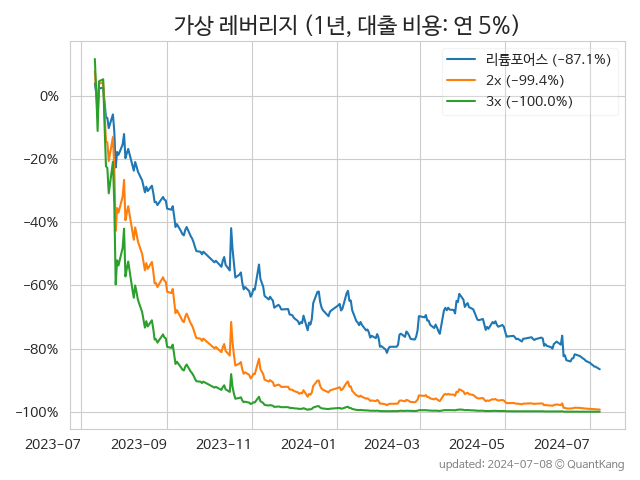 가상 레버리지 (1년, 대출 비용: 연 5%)
리튬포어스 (−87.1%)
2x (−99.4%)
3x (−100.0%)
0%
−20%
−40%
−60%
−80%
−100%
2023-07
2023-09
2023-11
2024-01
2024-03
2024-05
2024-07
updated: 2024-07-08 © QuantKang